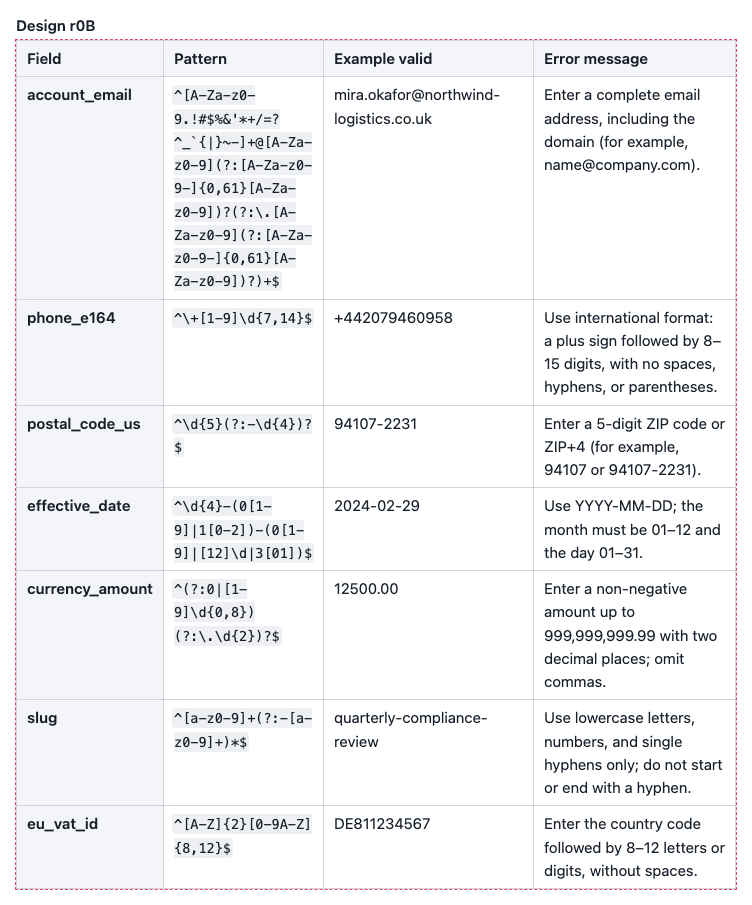 Design r0B
Field
Pattern
Example valid
Error message
account_email
^[A-Za-z0-
9.!#$%&'*+/=?
^_`{|}~-]+@[A-Za-
z0-9](?:[A-Za-z0-
9-]{0,61}[A-Za-
z0-9])?(?:\.[A-
Za-z0-9](?:[A-Za-
z0-9-]{0,61}[A-
Za-z0-9])?)+$
mira.okafor@northwind-
logistics.co.uk
Enter a complete email
address, including the
domain (for example,
name@company.com).
phone_e164
^\+[1-9]\d{7,14}$
+442079460958
Use international format:
a plus sign followed by 8–
15 digits, with no spaces,
hyphens, or parentheses.
postal_code_us
^\d{5}(?:-\d{4})?
$
94107-2231
Enter a 5-digit ZIP code or
ZIP+4 (for example,
94107 or 94107-2231).
effective_date
^\d{4}-(0[1-
9]|1[0-2])-(0[1-
9]|[12]\d|3[01])$
2024-02-29
Use YYYY-MM-DD; the
month must be 01–12 and
the day 01–31.
currency_amount
^(?:0|[1-
9]\d{0,8})
(?:\.\d{2})?$
12500.00
Enter a non-negative
amount up to
999,999,999.99 with two
decimal places; omit
commas.
slug
^[a-z0-9]+(?:-[a-
z0-9]+)*$
quarterly-compliance-
review
Use lowercase letters,
numbers, and single
hyphens only; do not start
or end with a hyphen.
eu_vat_id
^[A-Z]{2}[0-9A-Z]
{8,12}$
DE811234567
Enter the country code
followed by 8–12 letters or
digits, without spaces.